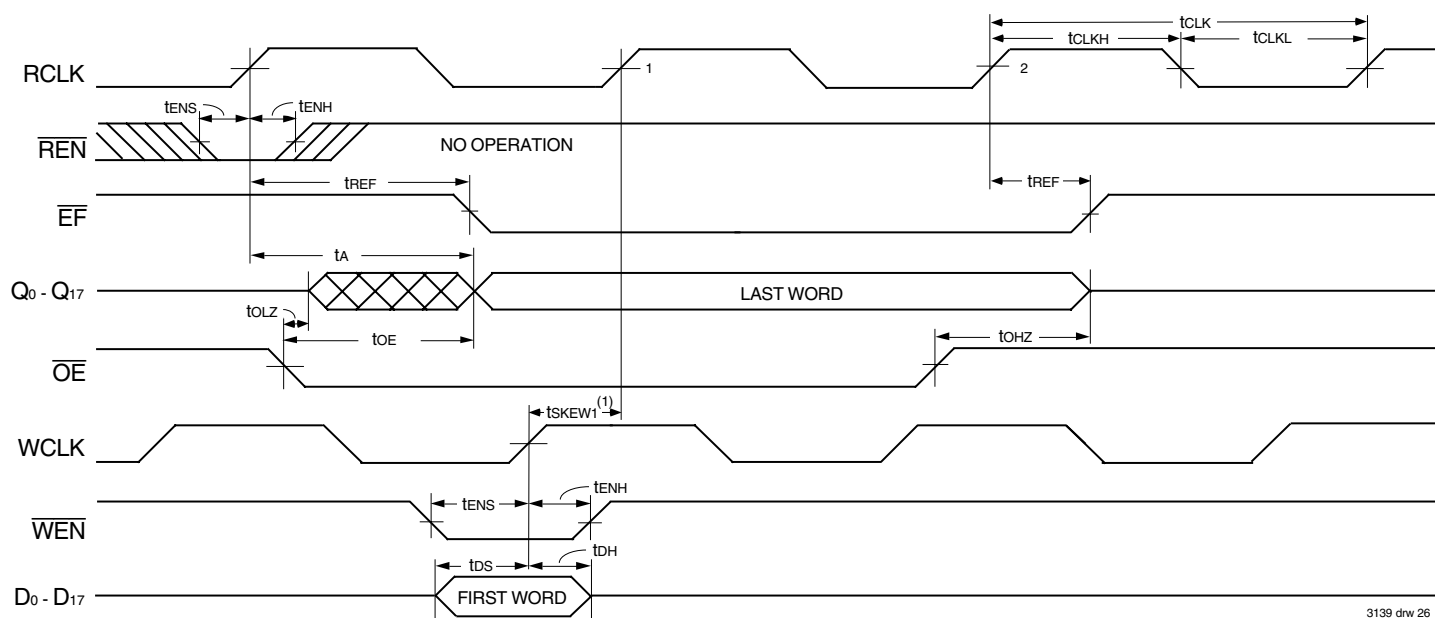 tCLK
tCLKH tCLKL
RCLK 1 2
tENS tENH
REN NO OPERATION
tREF tREF
EF
tA
Q0 - Q17 LAST WORD
tOLZ
tOE tOHZ
OE
tSKEW1(1)
WCLK
tENS tENH
WEN
tDS tDH
D0 - D17 FIRST WORD
3139 drw 26